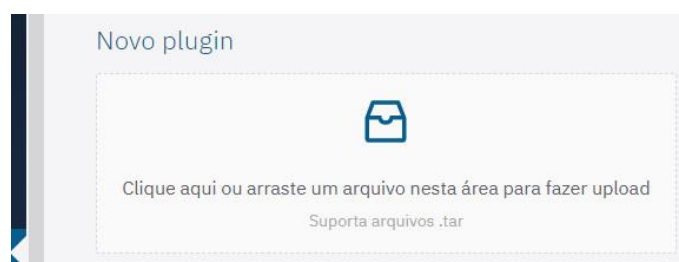 Novo plugin
Clique aqui ou arraste um arquivo nesta área para fazer upload
Suporta arquivos .tar